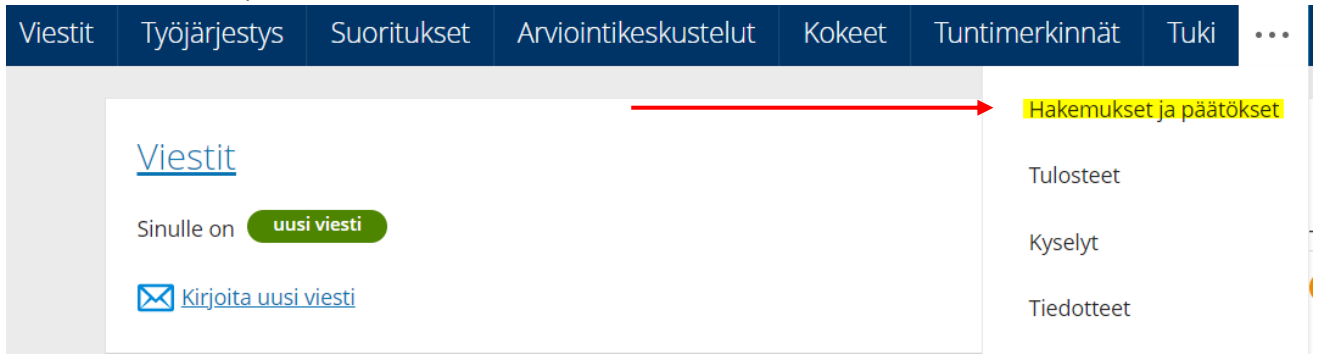 Viestit Työjärjestys Suoritukset Arviointikeskustelut Kokeet Tuntimerkinnät Tuki •••
Hakemukset ja päätökset
Viestit
Tulosteet
Sinulle on uusi viesti
Kyselyt
Kirjoita uusi viesti
Tiedotteet